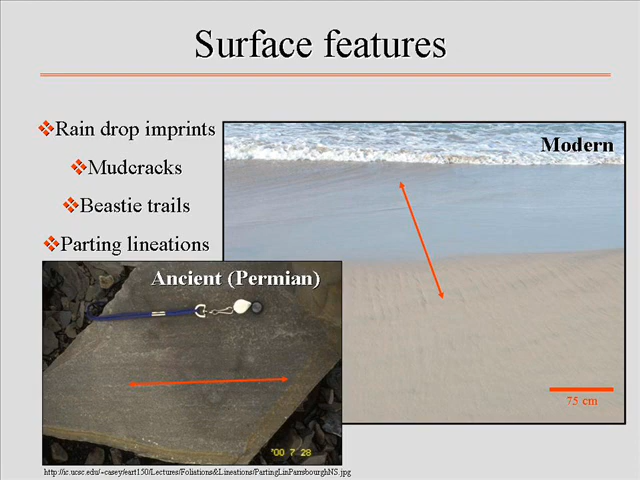 Surface features
Rain drop imprints
Mudcracks
Beastie trails
Parting lineations
Modern
75 cm
Ancient (Permian)
'00 7 28
http://ic.ucsc.edu/~casey/eart150/Lectures/Foliations&Lineations/PartingLinParrsbourghNS.jpg